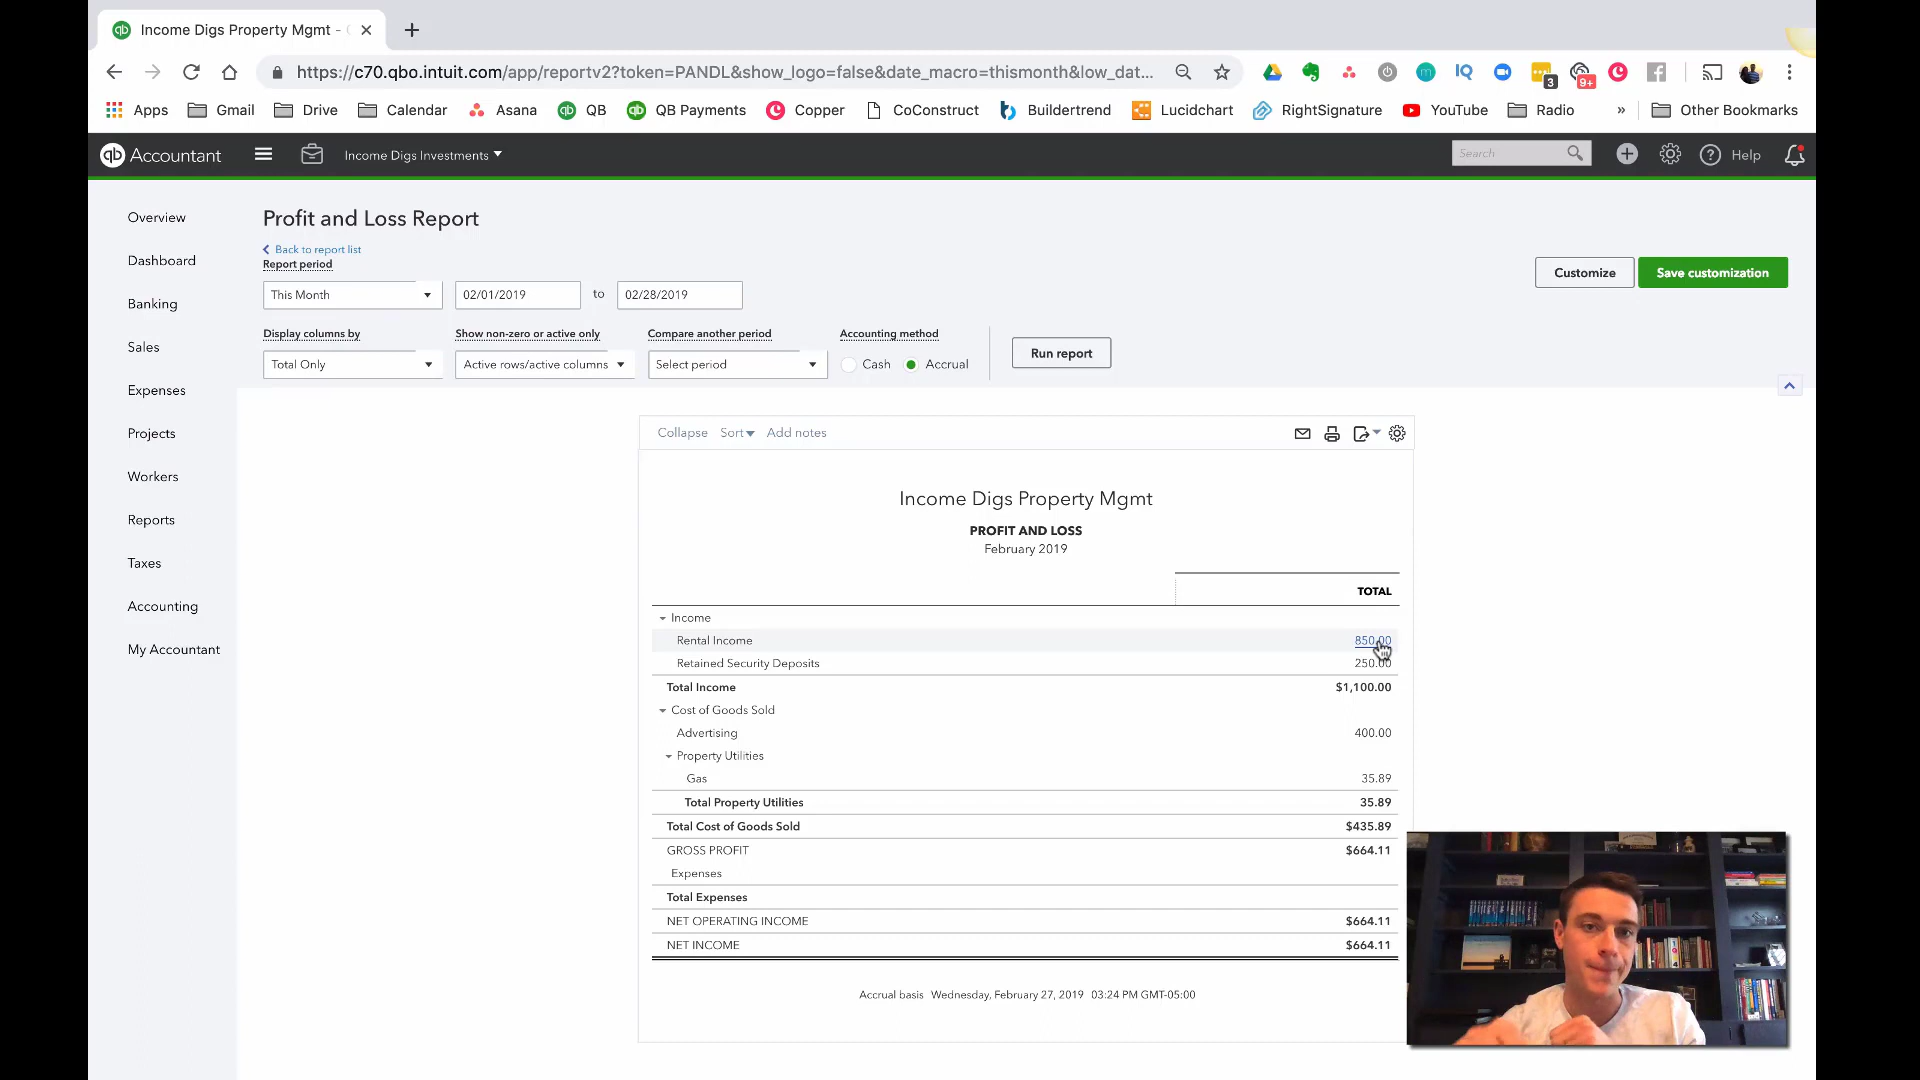 Income Digs Property Mgmt - 
https://c70.qbo.intuit.com/app/reportv2?token=PANDL&show_logo=false&date_macro=thismonth&low_dat...
IQ
3
9+
Apps Gmail Drive Calendar Asana QB QB Payments Copper CoConstruct Buildertrend Lucidchart RightSignature YouTube Radio » Other Bookmarks
qb Accountant Income Digs Investments Search Help
Overview
Dashboard
Banking
Sales
Expenses
Projects
Workers
Reports
Taxes
Accounting
My Accountant
Profit and Loss Report
Back to report list
Report period
This Month 02/01/2019 to 02/28/2019
Customize Save customization
Display columns by Show non-zero or active only Compare another period Accounting method
Total Only Active rows/active columns Select period Cash Accrual Run report
Collapse Sort Add notes
Income Digs Property Mgmt
PROFIT AND LOSS
February 2019
TOTAL
Income
Rental Income 850.00
Retained Security Deposits 250.00
Total Income $1,100.00
Cost of Goods Sold
Advertising 400.00
Property Utilities
Gas 35.89
Total Property Utilities 35.89
Total Cost of Goods Sold $435.89
GROSS PROFIT $664.11
Expenses
Total Expenses
NET OPERATING INCOME $664.11
NET INCOME $664.11
Accrual basis Wednesday, February 27, 2019 03:24 PM GMT-05:00